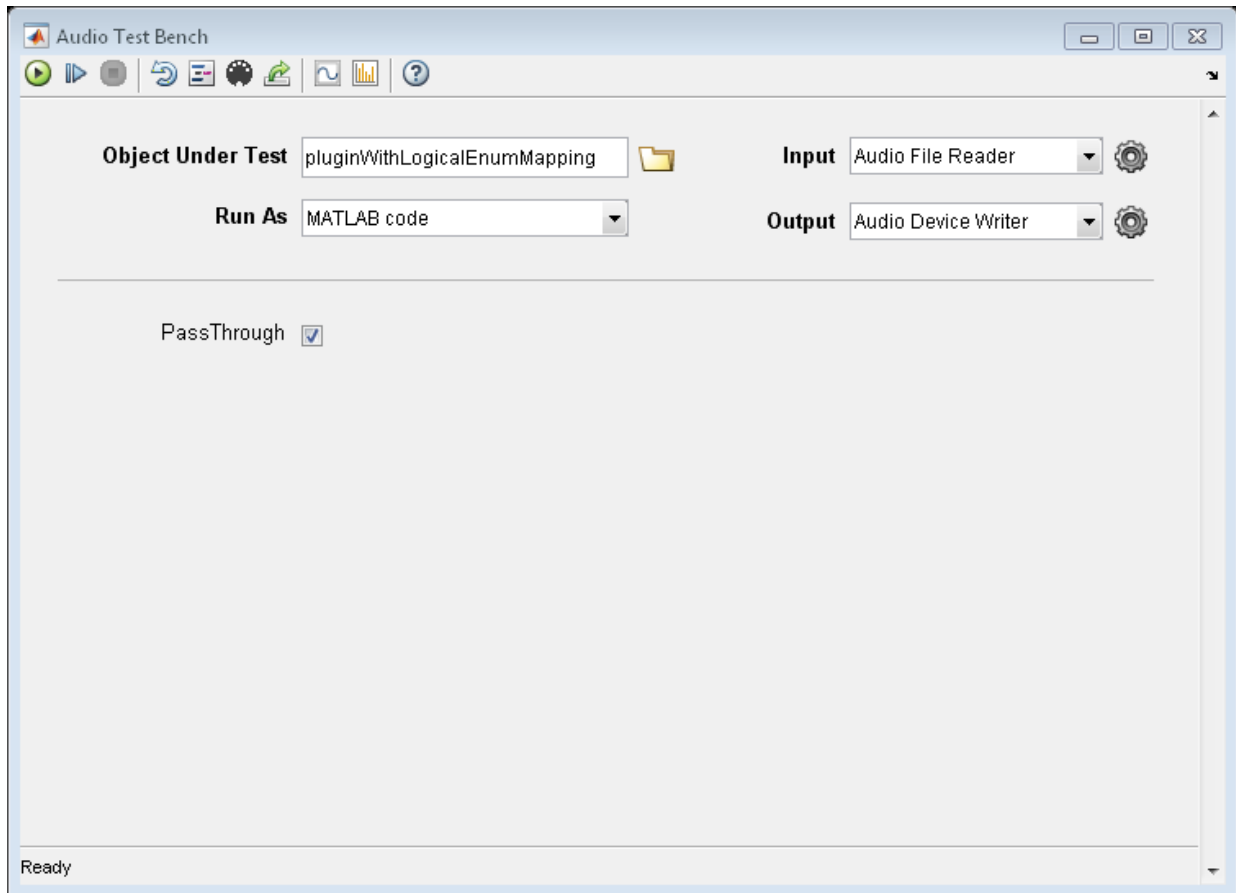 Audio Test Bench
Object Under Test pluginWithLogicalEnumMapping Input Audio File Reader
Run As MATLAB code Output Audio Device Writer
PassThrough
Ready